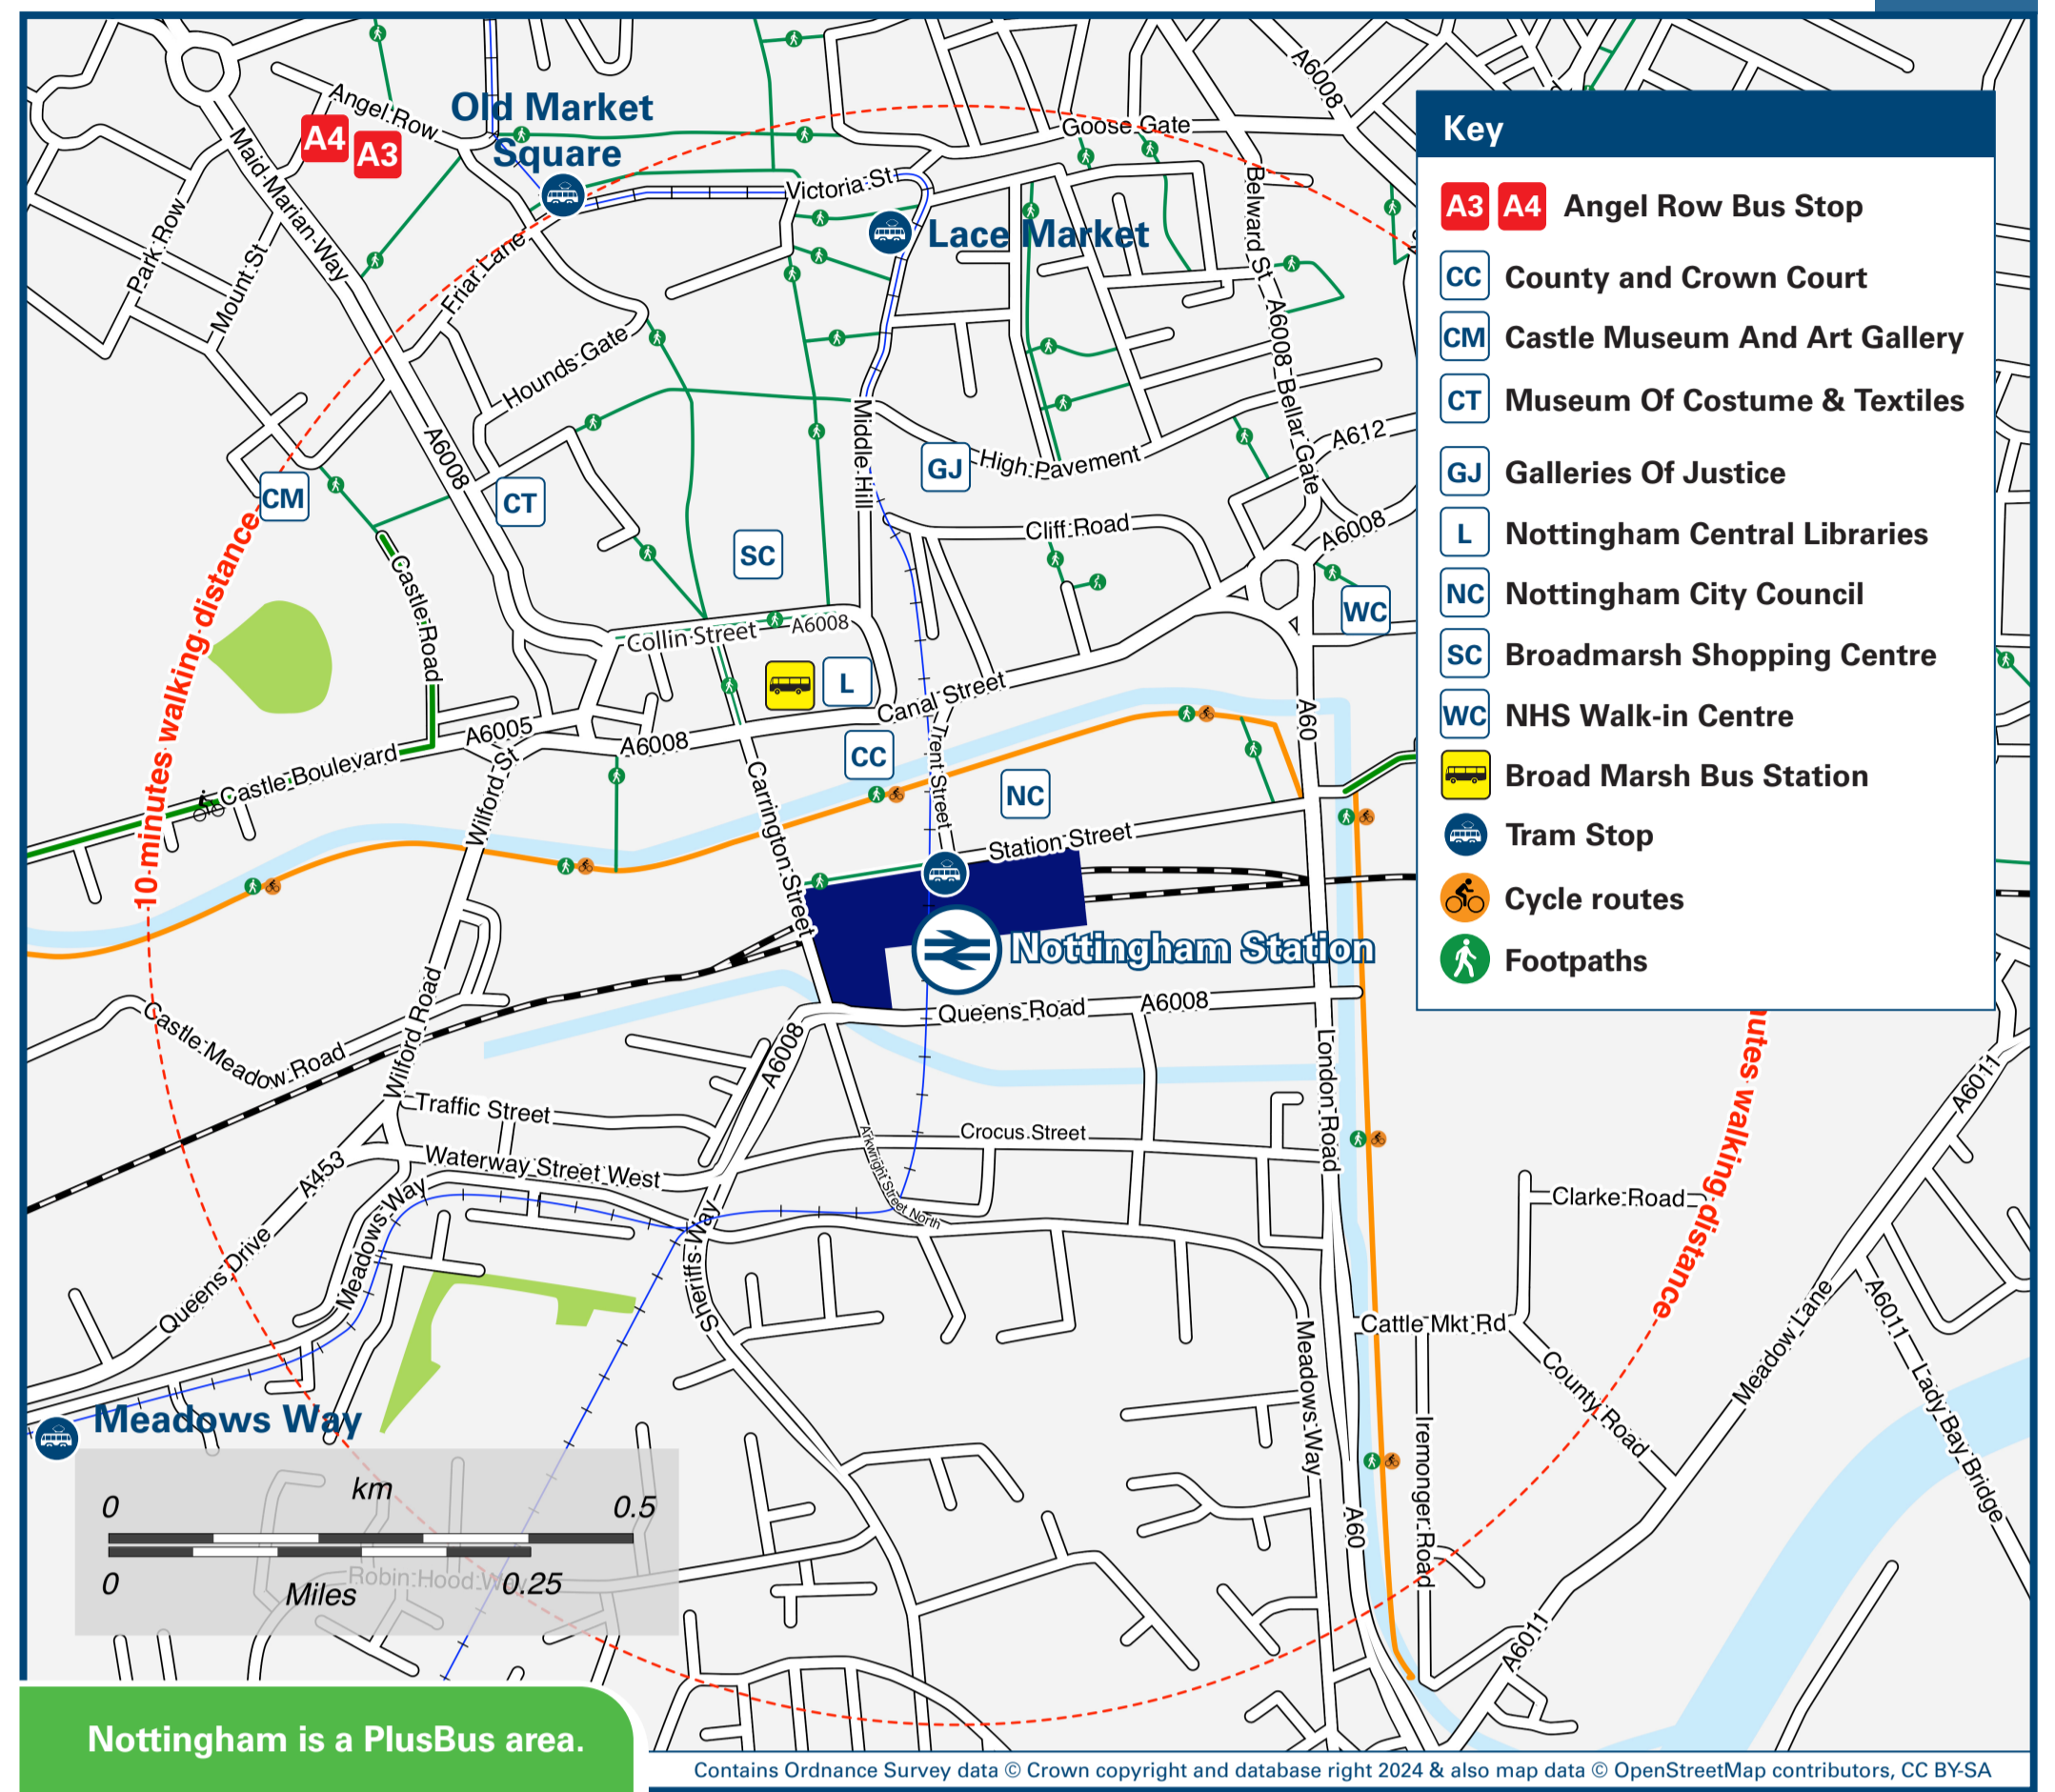 A6008
Angel Row
Old Market
Square
A4
A3
Maid Marian Way
Goose Gate
Victoria St
Belward St
Lace Market
Park Row
Mount St
Friar Lane
Hounds Gate
A6008
A6008
Bellar Gate
A612
Middle Hill
High Pavement
GJ
CM
CT
SC
Cliff Road
A6008
WC
Castle Road
Collin Street
A6008
L
Canal Street
A6005
A6008
CC
Trent Street
A60
Castle Boulevard
Wilford St
Carrington Street
NC
Station Street
10 minutes walking distance
Nottingham Station
Queens Road
A6008
Castle Meadow Road
Wilford Road
A6008
London Road
Traffic Street
Crocus Street
Arkwright Street North
Waterway Street West
A453
Meadows Way
Queens Drive
Sheriffs Way
Clarke Road
Cattle Mkt Rd
County Road
Meadow Lane
A6011
A6011
Lady Bay Bridge
Meadows Way
Iremonger Road
A60
A6011
utes walking distance
Meadows Way
km
0
0.5
0
0.25
Miles
Robin Hood Way
Key
A3 A4 Angel Row Bus Stop
CC County and Crown Court
CM Castle Museum And Art Gallery
CT Museum Of Costume & Textiles
GJ Galleries Of Justice
L Nottingham Central Libraries
NC Nottingham City Council
SC Broadmarsh Shopping Centre
WC NHS Walk-in Centre
Broad Marsh Bus Station
Tram Stop
Cycle routes
Footpaths
Nottingham is a PlusBus area.
Contains Ordnance Survey data © Crown copyright and database right 2024 & also map data © OpenStreetMap contributors, CC BY-SA